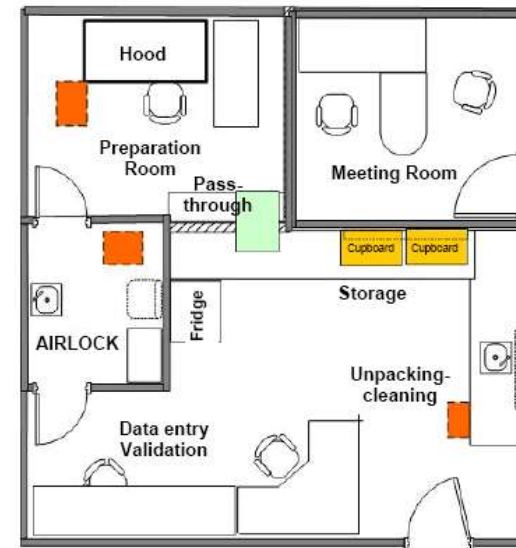 Hood
Preparation
Room
Pass-
through
Meeting Room
Cupboard
Cupboard
Storage
Fridge
AIRLOCK
Unpacking-
cleaning
Data entry
Validation